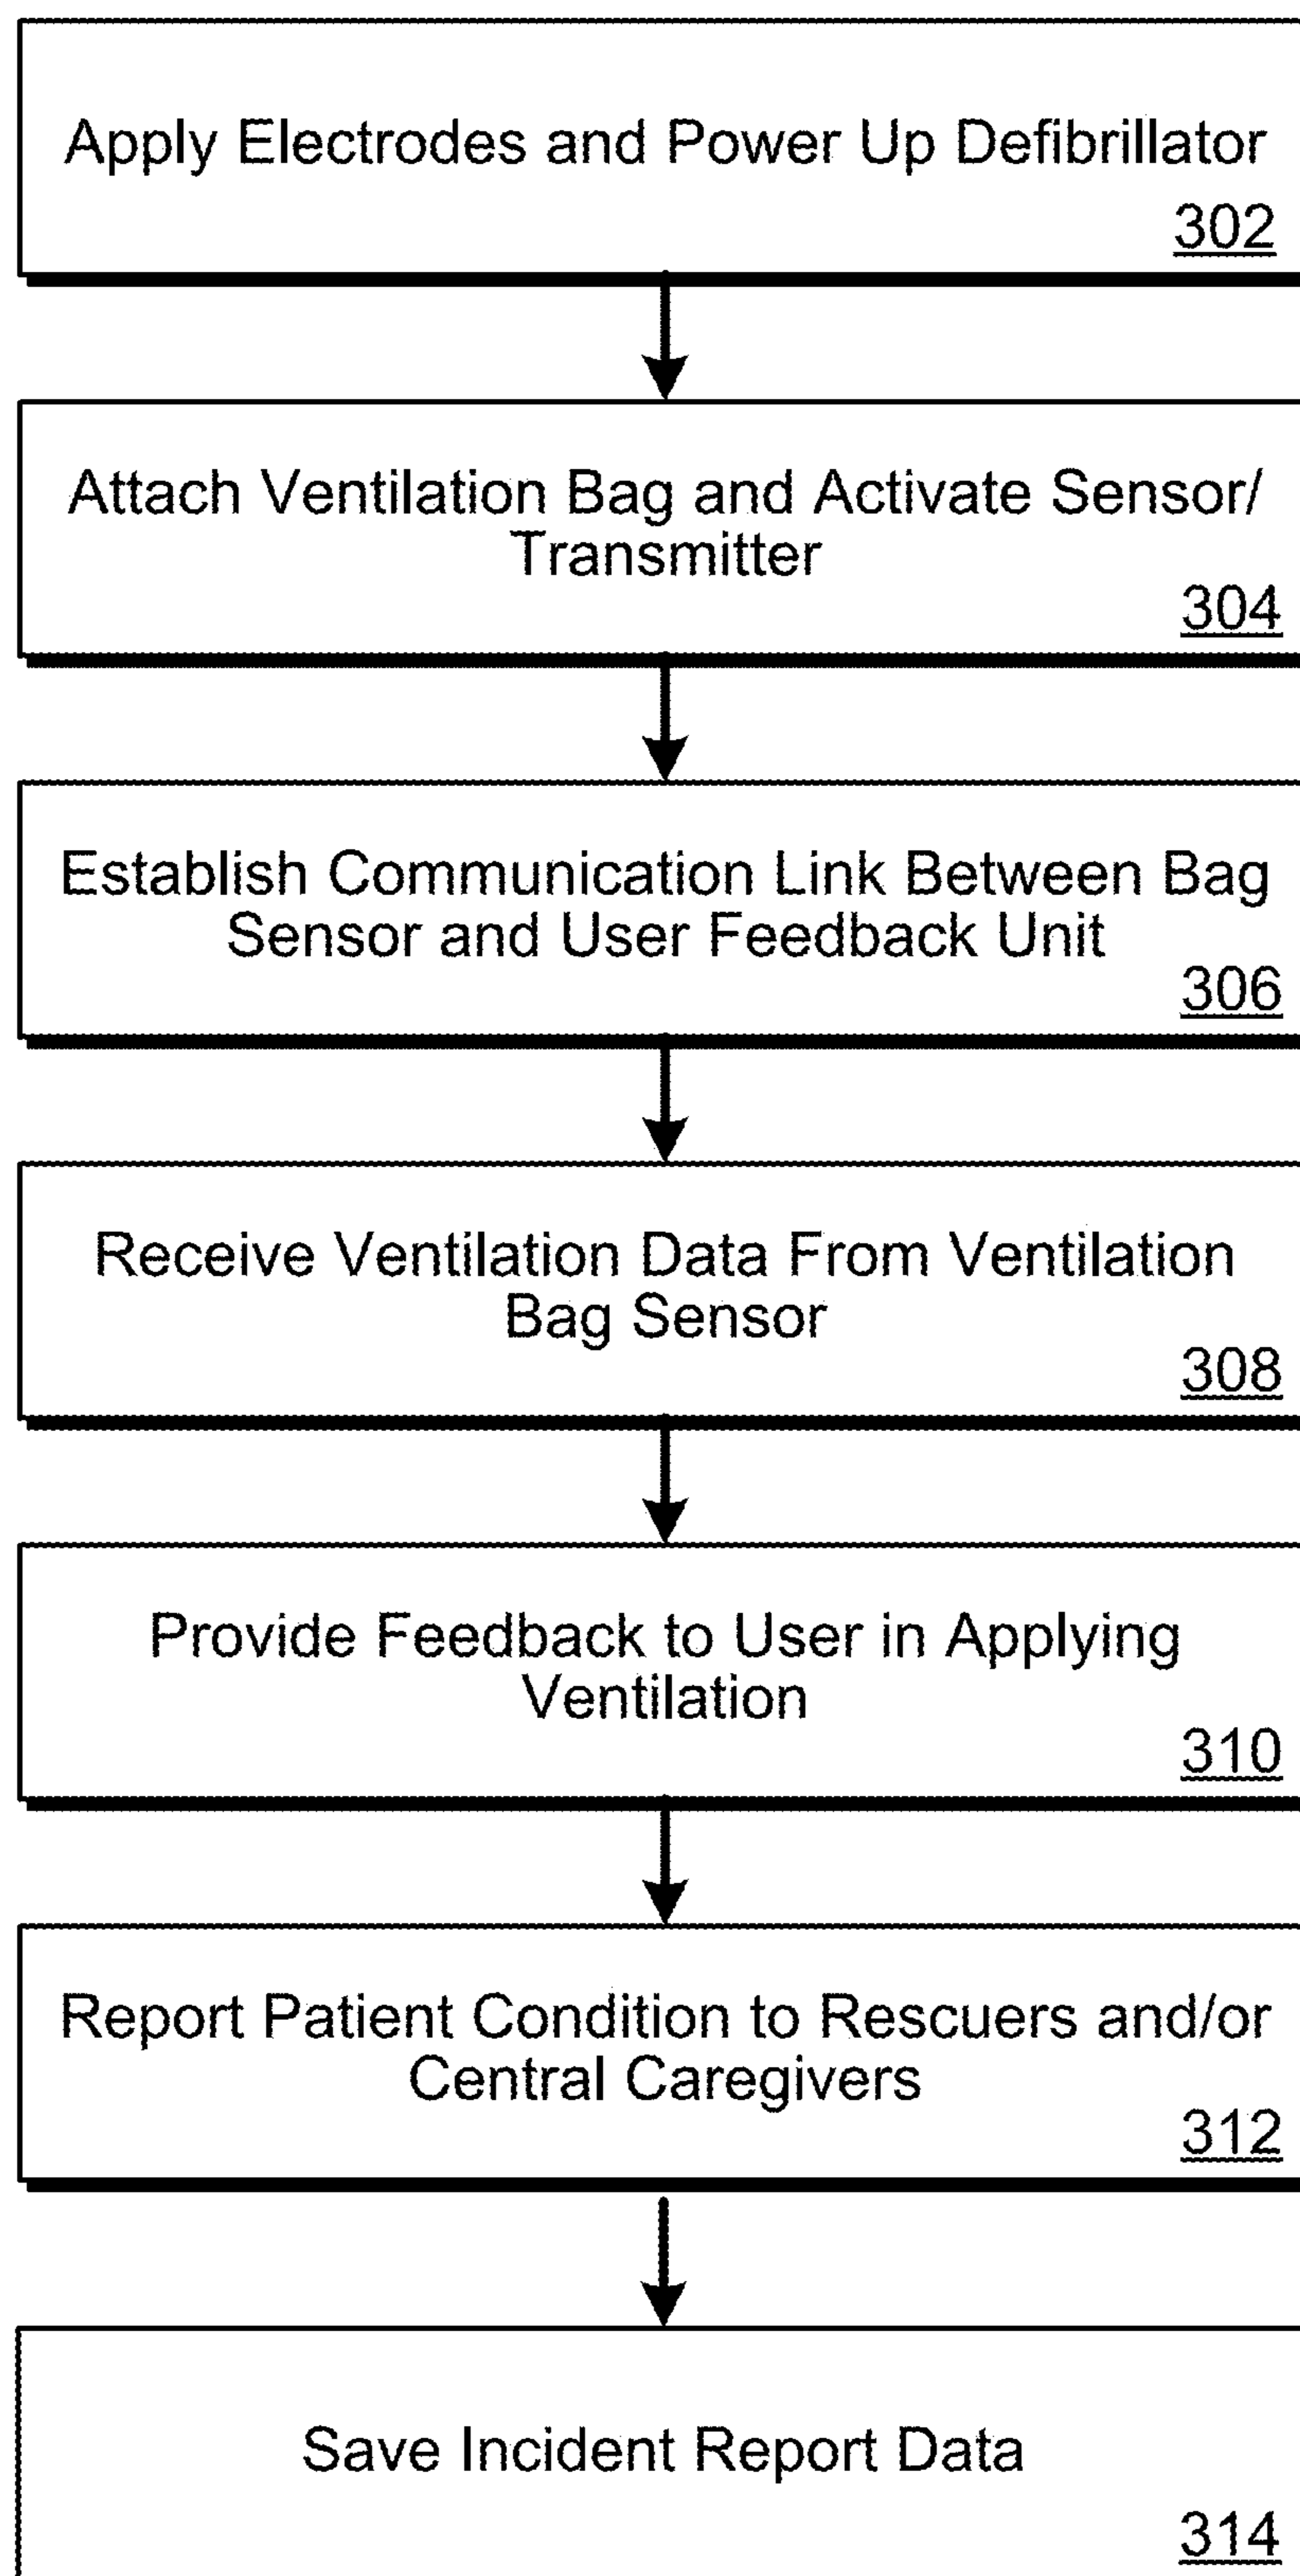 Apply Electrodes and Power Up Defibrillator
302
Attach Ventilation Bag and Activate Sensor/
Transmitter
304
Establish Communication Link Between Bag
Sensor and User Feedback Unit
306
Receive Ventilation Data From Ventilation
Bag Sensor
308
Provide Feedback to User in Applying
Ventilation
310
Report Patient Condition to Rescuers and/or
Central Caregivers
312
Save Incident Report Data
314